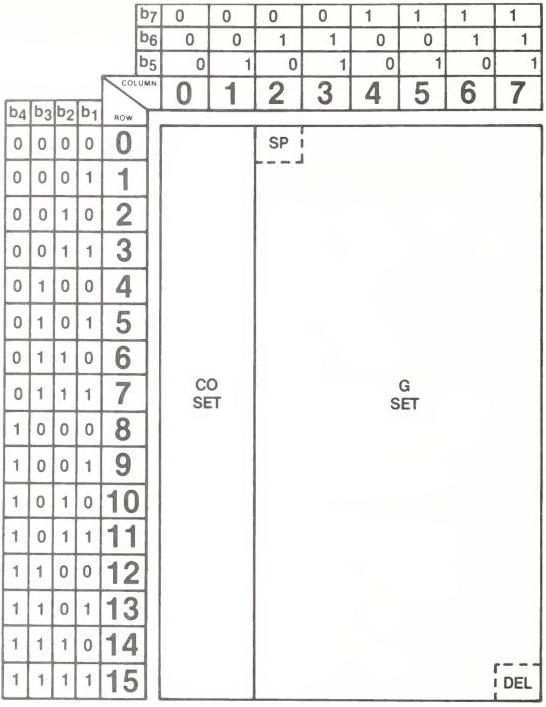 b7 0 0 0 0 1 1 1 1
b6 0 0 1 1 0 0 1 1
b5 0 1 0 1 0 1 0 1
COLUMN 0 1 2 3 4 5 6 7
b4 b3 b2 b1 ROW
0 0 0 0 0 SP
0 0 0 1 1
0 0 1 0 2
0 0 1 1 3
0 1 0 0 4
0 1 0 1 5
0 1 1 0 6
0 1 1 1 7
CO G
SET SET
1 0 0 0 8
1 0 0 1 9
1 0 1 0 10
1 0 1 1 11
1 1 0 0 12
1 1 0 1 13
1 1 1 0 14
1 1 1 1 15 DEL